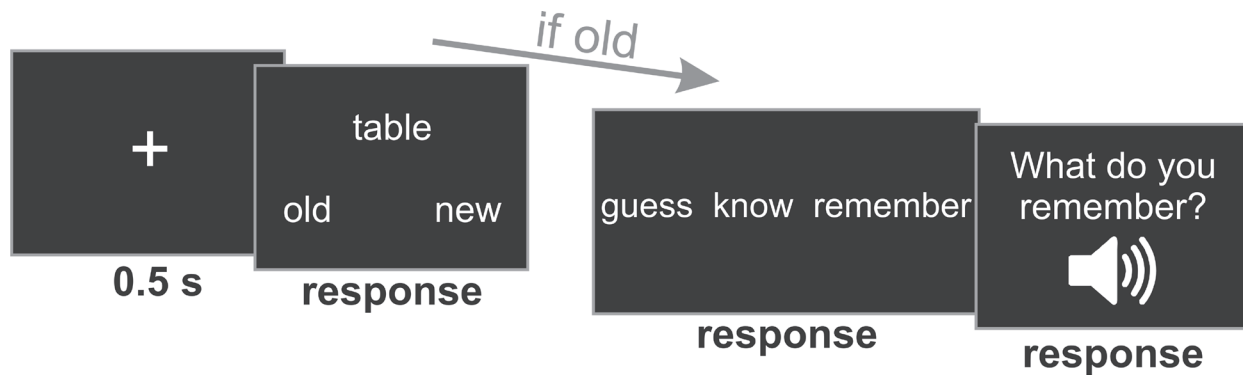 if old
+
0.5 s
table
old new
response
guess know remember
response
What do you
remember?
response